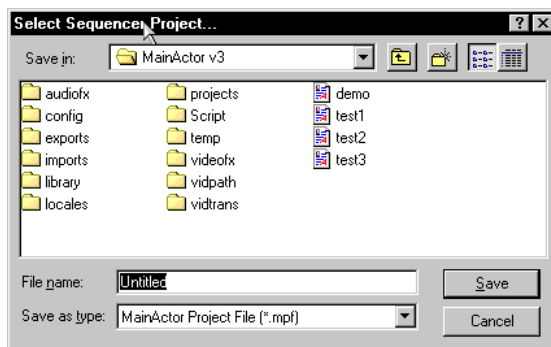 Select Sequencer Project...
Save in: MainActor v3
audiofx projects demo
config Script test1
exports temp test2
imports videofx test3
library vidpath
locales vidtrans
File name: Untitled Save
Save as type: MainActor Project File (*.mpf) Cancel